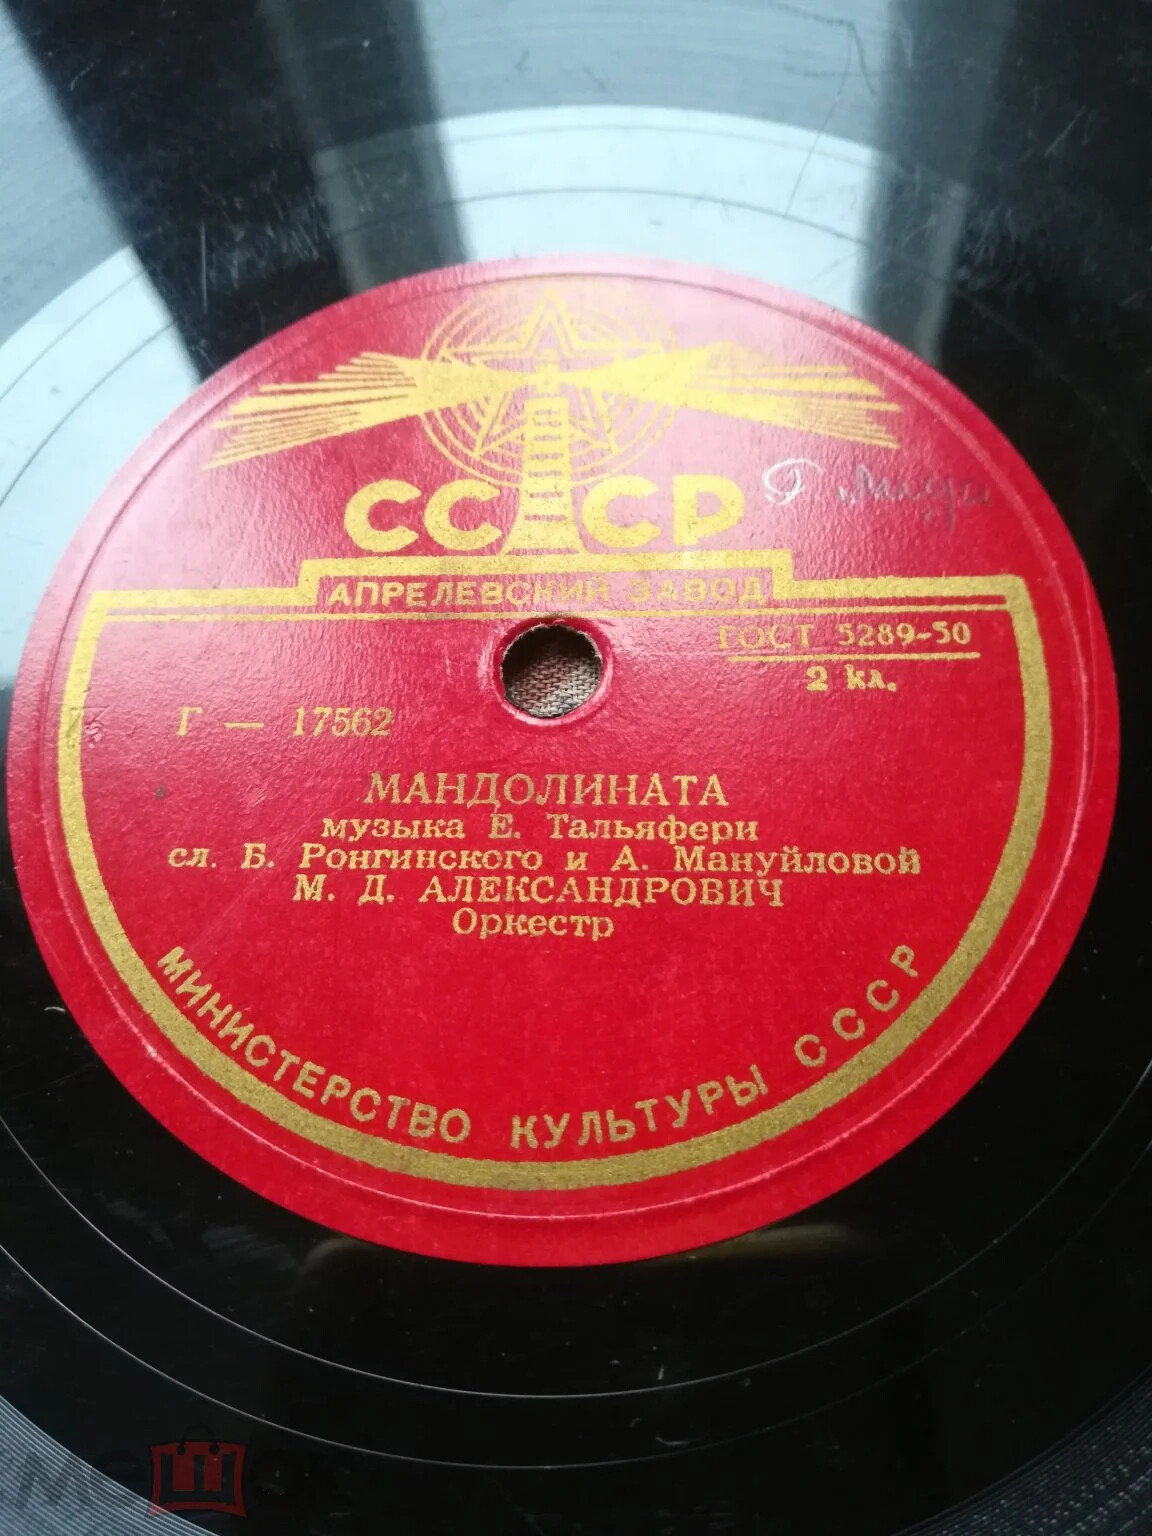 СССР
АПРЕЛЕВСКИЙ ЗАВОД
ГОСТ 5289-50
2 кл.
Г — 17562
МАНДОЛИНАТА
музыка Е. Тальяфери
сл. Б. Ронгинского и А. Мануйловой
М. Д. АЛЕКСАНДРОВИЧ
Оркестр
МИНИСТЕРСТВО КУЛЬТУРЫ СССР